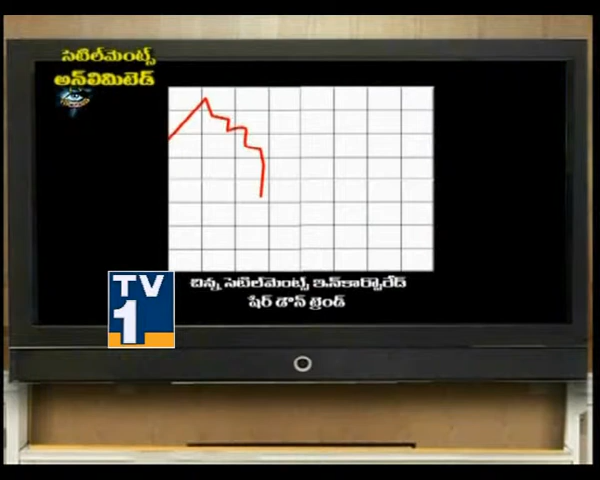 సెటిల్‌మెంట్స్
అన్‌లిమిటెడ్
చిన్న సెటిల్‌మెంట్స్ ఇన్‌కార్పొరేడ్
షేర్ డౌన్ ట్రెండ్
TV
1